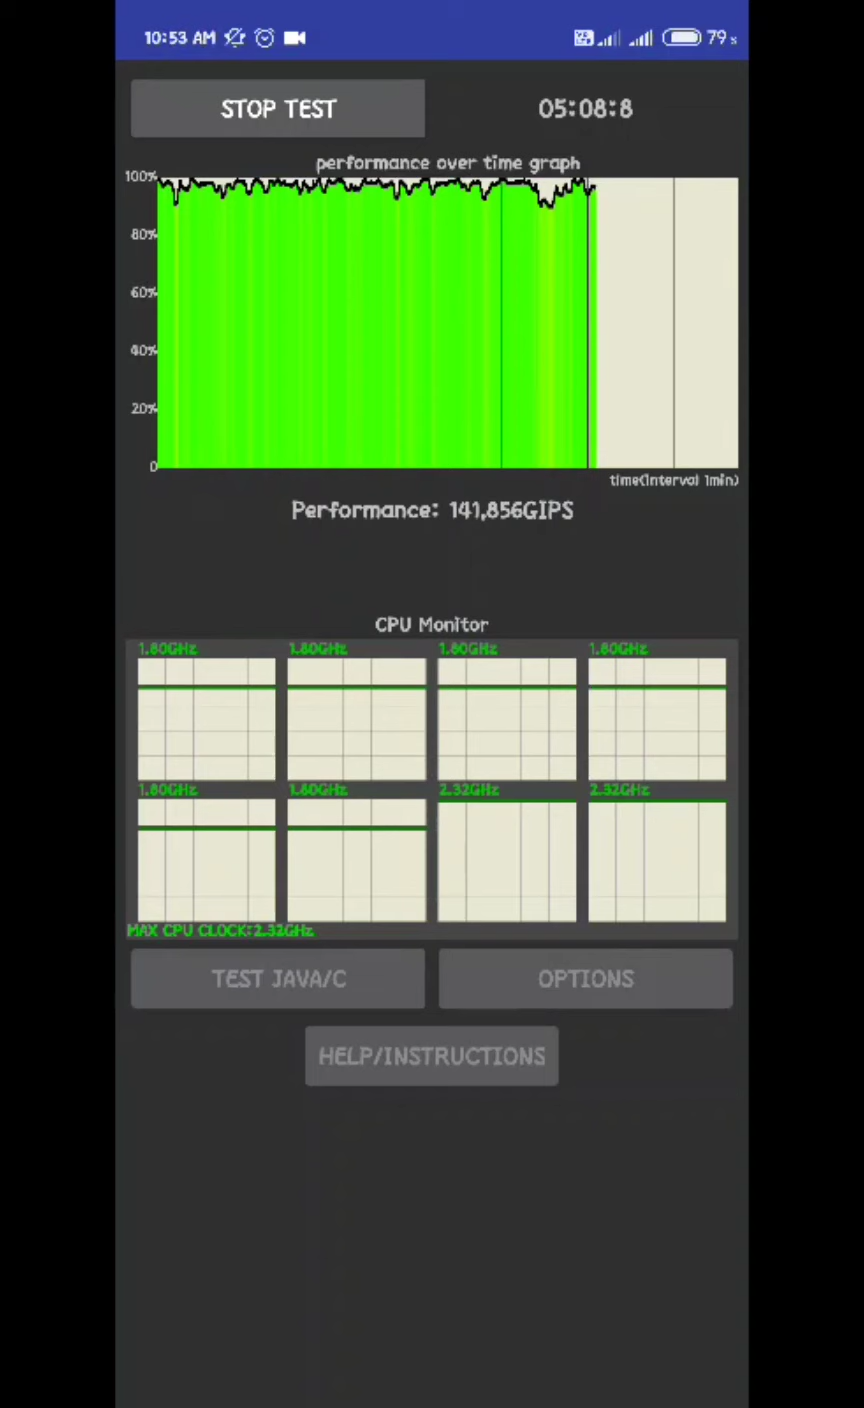 10:53 AM 79
STOP TEST 05:08:8
performance over time graph
100%
80%
60%
40%
20%
0
time(interval 1min)
Performance: 141,856GIPS
CPU Monitor
1.80GHz 1.80GHz 1.80GHz 1.80GHz
1.80GHz 1.80GHz 2.32GHz 2.32GHz
MAX CPU CLOCK:2.32GHz
TEST JAVA/C OPTIONS
HELP/INSTRUCTIONS